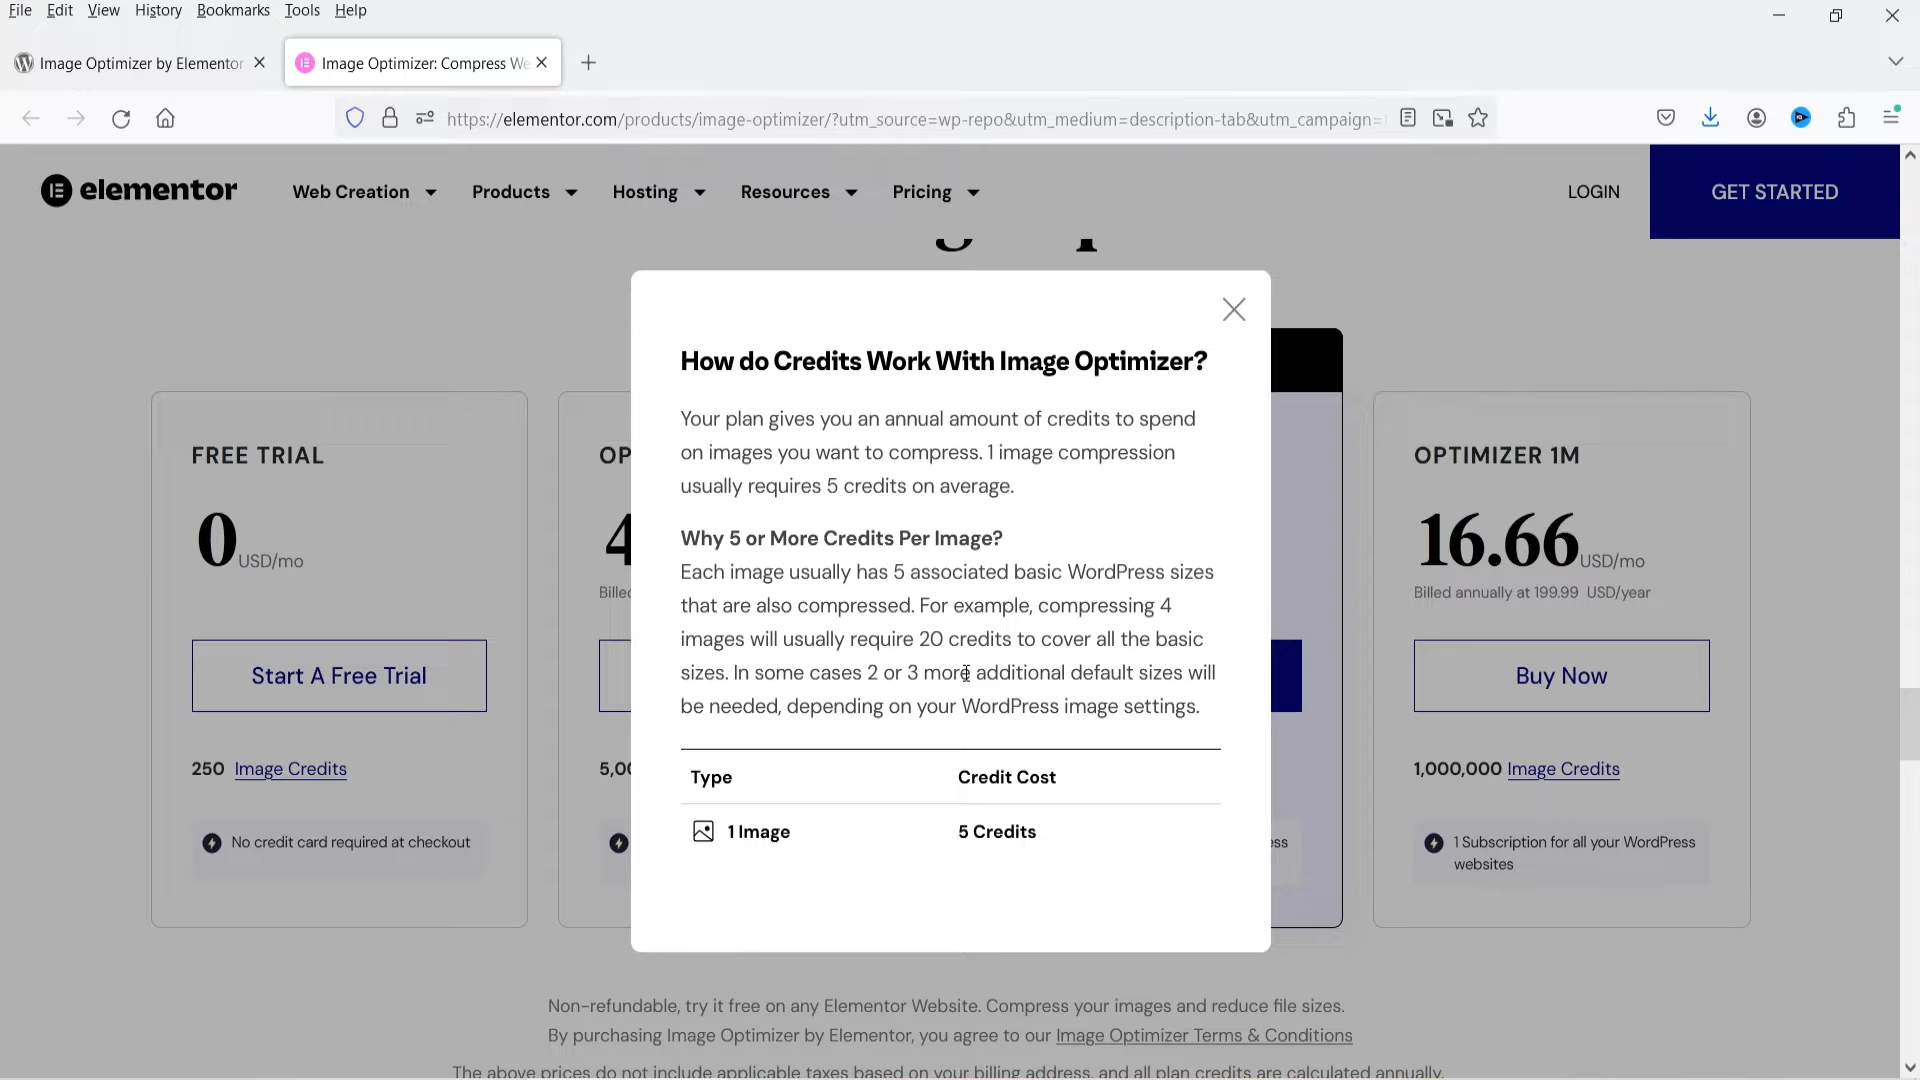 File Edit View History Bookmarks Tools Help
Image Optimizer by Elementor
Image Optimizer: Compress We
https://elementor.com/products/image-optimizer/?utm_source=wp-repo&utm_medium=description-tab&utm_campaign=
elementor
Web Creation Products Hosting Resources Pricing LOGIN GET STARTED
How do Credits Work With Image Optimizer?
Your plan gives you an annual amount of credits to spend
on images you want to compress. 1 image compression
usually requires 5 credits on average.
Why 5 or More Credits Per Image?
Each image usually has 5 associated basic WordPress sizes
that are also compressed. For example, compressing 4
images will usually require 20 credits to cover all the basic
sizes. In some cases 2 or 3 more additional default sizes will
be needed, depending on your WordPress image settings.
Type Credit Cost
1 Image 5 Credits
FREE TRIAL
0 USD/mo
Start A Free Trial
250 Image Credits
No credit card required at checkout
OP
4
Billed
5,00
ess
OPTIMIZER 1M
16.66 USD/mo
Billed annually at 199.99 USD/year
Buy Now
1,000,000 Image Credits
1 Subscription for all your WordPress
websites
Non-refundable, try it free on any Elementor Website. Compress your images and reduce file sizes.
By purchasing Image Optimizer by Elementor, you agree to our Image Optimizer Terms & Conditions
The above prices do not include applicable taxes based on your billing address, and all plan credits are calculated annually.